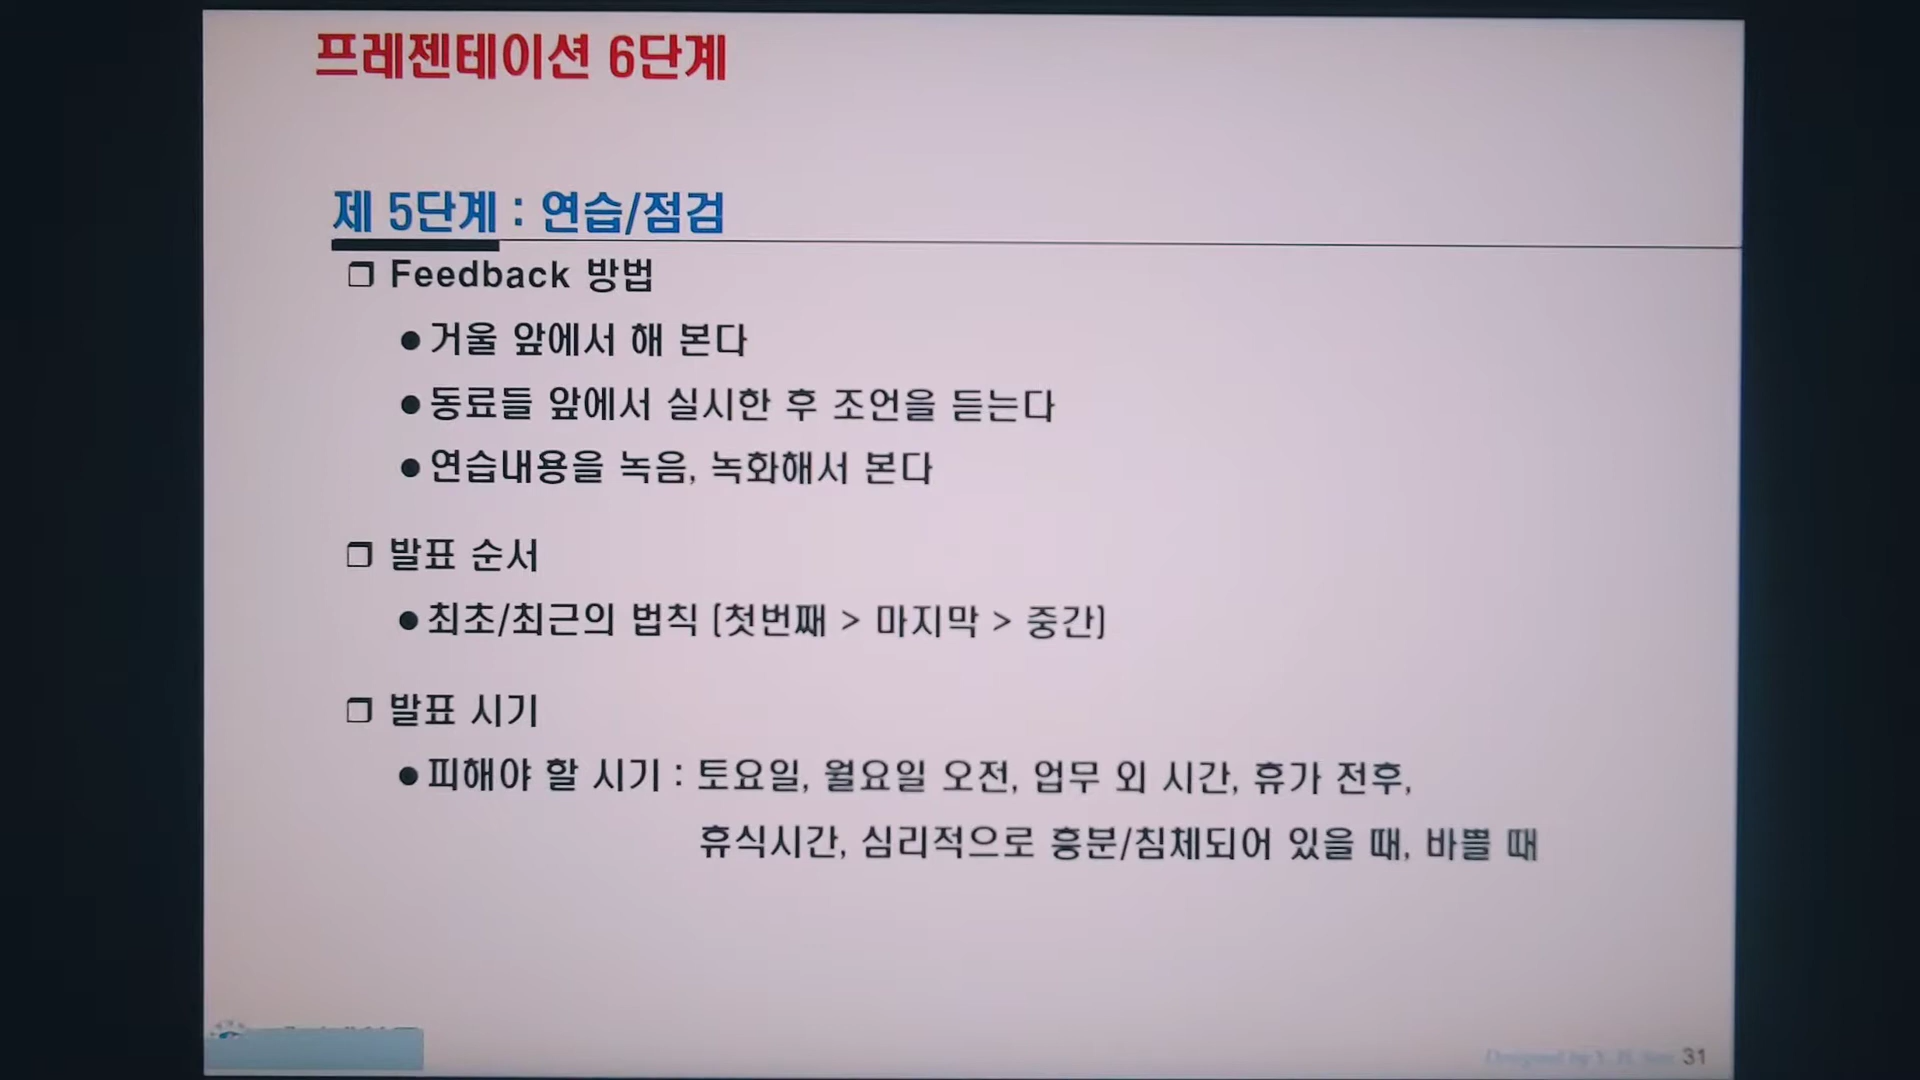 프레젠테이션 6단계
제 5단계 : 연습/점검
❒ Feedback 방법
● 거울 앞에서 해 본다
● 동료들 앞에서 실시한 후 조언을 듣는다
● 연습내용을 녹음, 녹화해서 본다
❒ 발표 순서
● 최초/최근의 법칙 (첫번째 > 마지막 > 중간)
❒ 발표 시기
● 피해야 할 시기 : 토요일, 월요일 오전, 업무 외 시간, 휴가 전후,
휴식시간, 심리적으로 흥분/침체되어 있을 때, 바쁠 때
Designed by 31